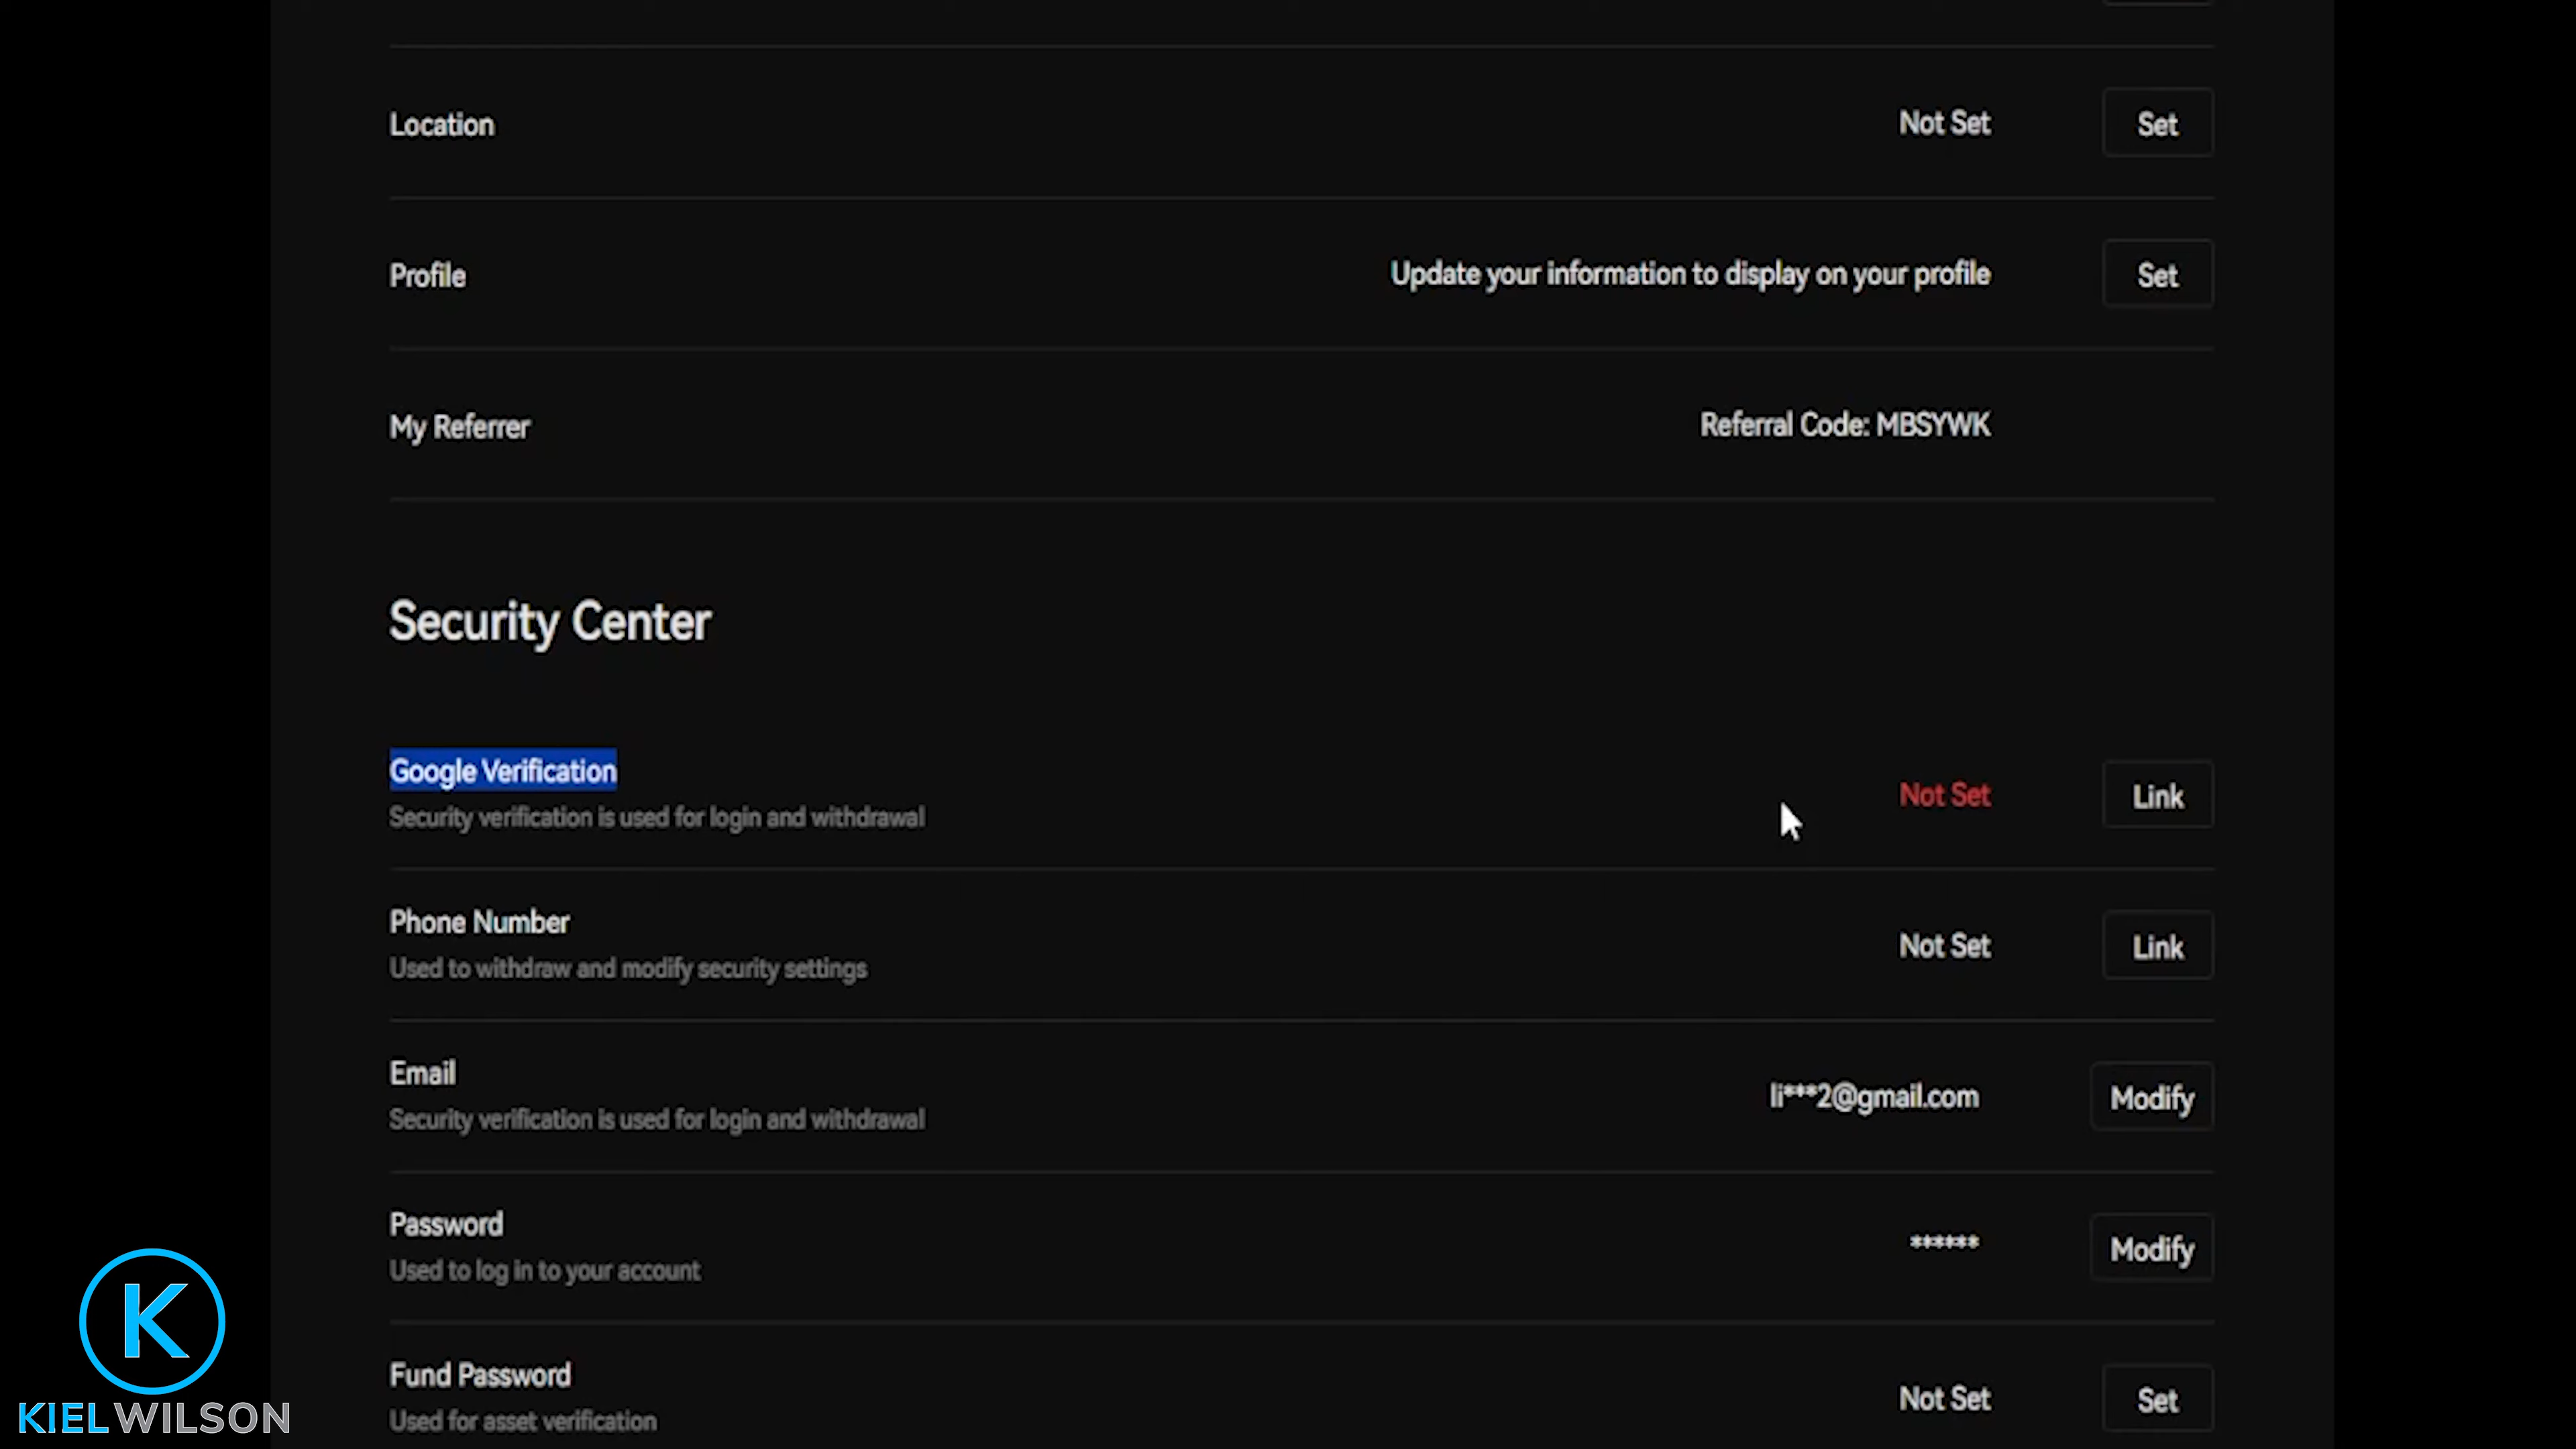 Location Not Set Set
Profile Update your information to display on your profile Set
My Referrer Referral Code: MBSYWK
Security Center
Google Verification
Security verification is used for login and withdrawal
Not Set Link
Phone Number
Used to withdraw and modify security settings
Not Set Link
Email
Security verification is used for login and withdrawal
li***2@gmail.com Modify
Password
Used to log in to your account
****** Modify
Fund Password
Used for asset verification
Not Set Set
K
KIELWILSON